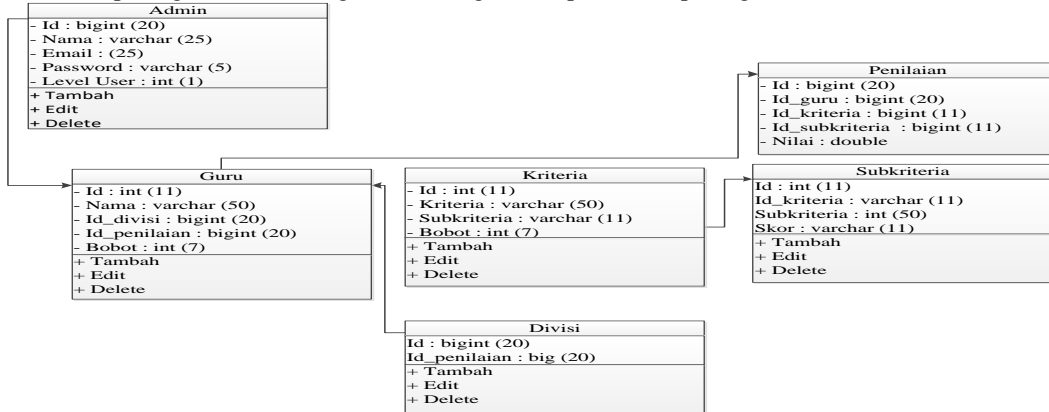 Admin
- Id : bigint (20)
- Nama : varchar (25)
- Email : (25)
- Password : varchar (5)
- Level User : int (1)
+ Tambah
+ Edit
+ Delete
Penilaian
- Id : bigint (20)
- Id_guru : bigint (20)
- Id_kriteria : bigint (11)
- Id_subkriteria : bigint (11)
- Nilai : double
Guru
- Id : int (11)
- Nama : varchar (50)
- Id_divisi : bigint (20)
- Id_penilaian : bigint (20)
- Bobot : int (7)
+ Tambah
+ Edit
+ Delete
Kriteria
- Id : int (11)
- Kriteria : varchar (50)
- Subkriteria : varchar (11)
- Bobot : int (7)
+ Tambah
+ Edit
+ Delete
Subkriteria
Id : int (11)
Id_kriteria : varchar (11)
Subkriteria : int (50)
Skor : varchar (11)
+ Tambah
+ Edit
+ Delete
Divisi
Id : bigint (20)
Id_penilaian : big (20)
+ Tambah
+ Edit
+ Delete